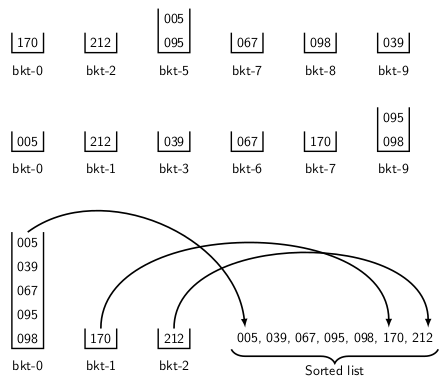 005
170 212 095 067 098 039
bkt-0 bkt-2 bkt-5 bkt-7 bkt-8 bkt-9
095
005 212 039 067 170 098
bkt-0 bkt-1 bkt-3 bkt-6 bkt-7 bkt-9
005
039
067
095
098 170 212 005, 039, 067, 095, 098, 170, 212
bkt-0 bkt-1 bkt-2 Sorted list